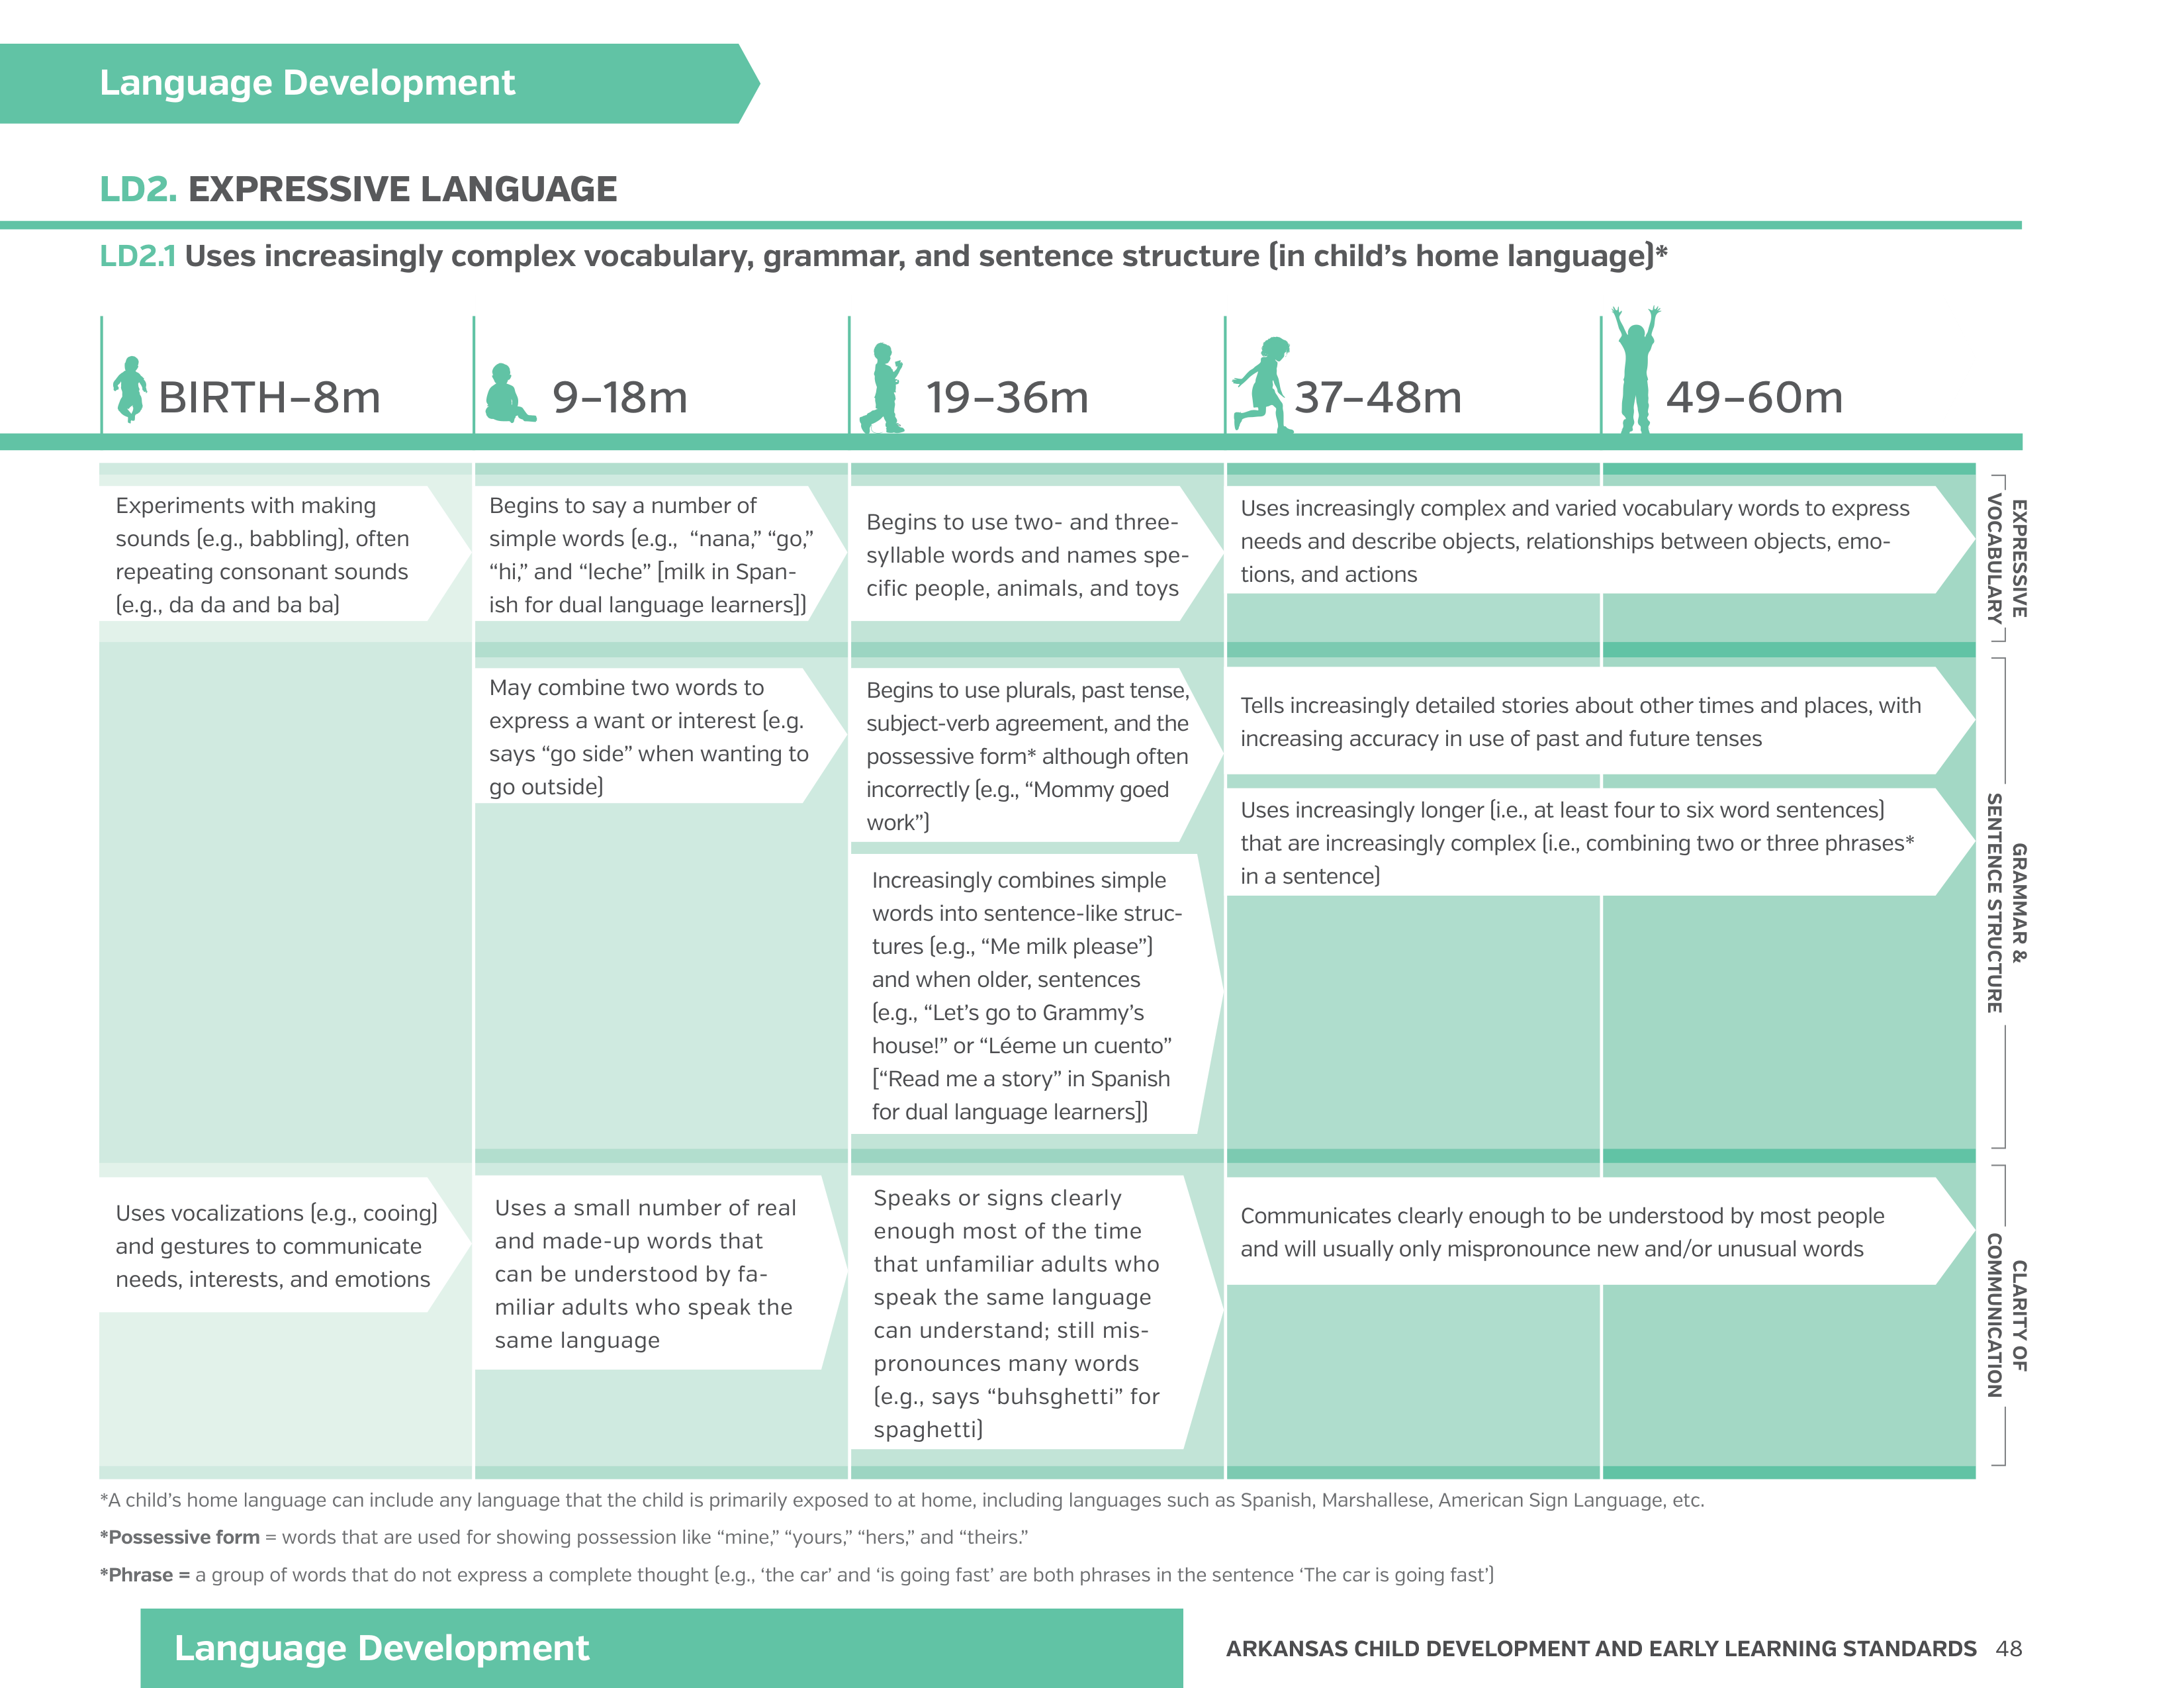 Language Development
LD2. EXPRESSIVE LANGUAGE
LD2.1 Uses increasingly complex vocabulary, grammar, and sentence structure (in child’s home language)*
BIRTH–8m
9–18m
19–36m
37–48m
49–60m
Experiments with making
sounds (e.g., babbling), often
repeating consonant sounds
(e.g., da da and ba ba)
Begins to say a number of
simple words (e.g., “nana,” “go,”
“hi,” and “leche” [milk in Span-
ish for dual language learners])
Begins to use two- and three-
syllable words and names spe-
cific people, animals, and toys
Uses increasingly complex and varied vocabulary words to express
needs and describe objects, relationships between objects, emo-
tions, and actions
EXPRESSIVE
VOCABULARY
May combine two words to
express a want or interest (e.g.
says “go side” when wanting to
go outside)
Begins to use plurals, past tense,
subject-verb agreement, and the
possessive form* although often
incorrectly (e.g., “Mommy goed
work”)
Increasingly combines simple
words into sentence-like struc-
tures (e.g., “Me milk please”)
and when older, sentences
(e.g., “Let’s go to Grammy’s
house!” or “Léeme un cuento”
[“Read me a story” in Spanish
for dual language learners])
Tells increasingly detailed stories about other times and places, with
increasing accuracy in use of past and future tenses
Uses increasingly longer (i.e., at least four to six word sentences)
that are increasingly complex (i.e., combining two or three phrases*
in a sentence)
GRAMMAR &
SENTENCE STRUCTURE
Uses vocalizations (e.g., cooing)
and gestures to communicate
needs, interests, and emotions
Uses a small number of real
and made-up words that
can be understood by fa-
miliar adults who speak the
same language
Speaks or signs clearly
enough most of the time
that unfamiliar adults who
speak the same language
can understand; still mis-
pronounces many words
(e.g., says “buhsghetti” for
spaghetti)
Communicates clearly enough to be understood by most people
and will usually only mispronounce new and/or unusual words
CLARITY OF
COMMUNICATION
*A child’s home language can include any language that the child is primarily exposed to at home, including languages such as Spanish, Marshallese, American Sign Language, etc.
*Possessive form = words that are used for showing possession like “mine,” “yours,” “hers,” and “theirs.”
*Phrase = a group of words that do not express a complete thought (e.g., ‘the car’ and ‘is going fast’ are both phrases in the sentence ‘The car is going fast’)
Language Development
ARKANSAS CHILD DEVELOPMENT AND EARLY LEARNING STANDARDS 48